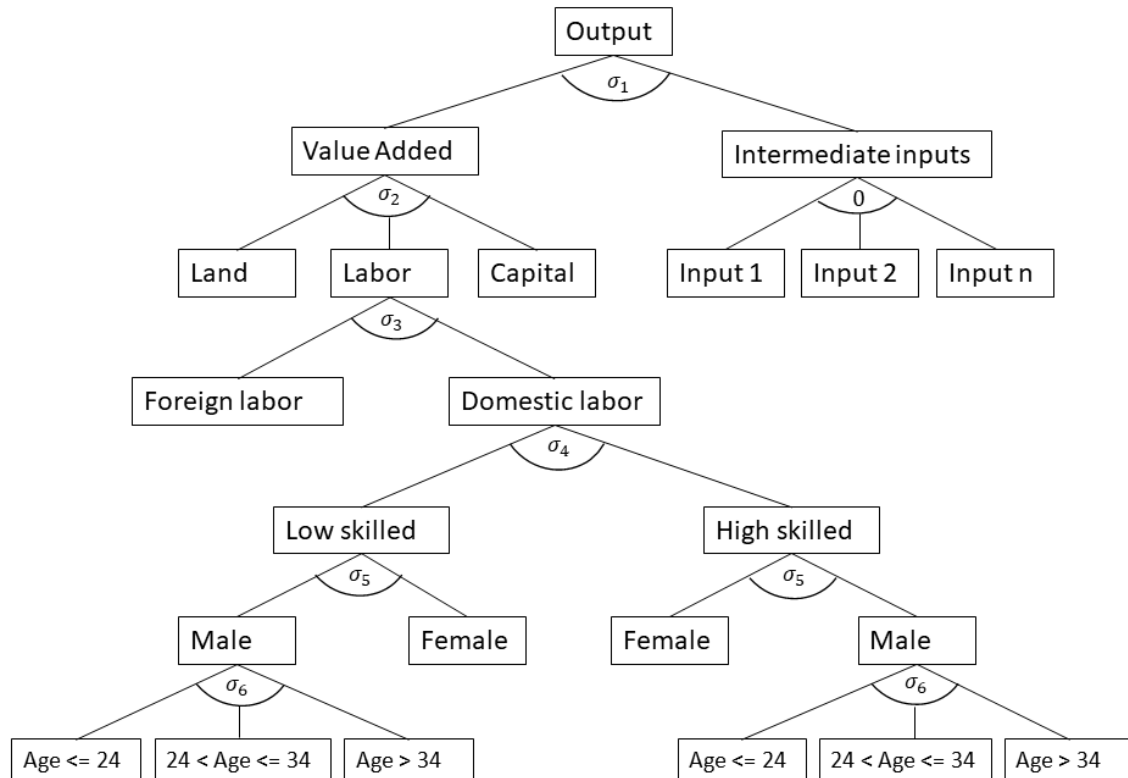 Output
σ₁
Value Added
Intermediate inputs
σ₂
0
Land
Labor
Capital
Input 1
Input 2
Input n
σ₃
Foreign labor
Domestic labor
σ₄
Low skilled
High skilled
σ₅
σ₅
Male
Female
Female
Male
σ₆
σ₆
Age <= 24
24 < Age <= 34
Age > 34
Age <= 24
24 < Age <= 34
Age > 34